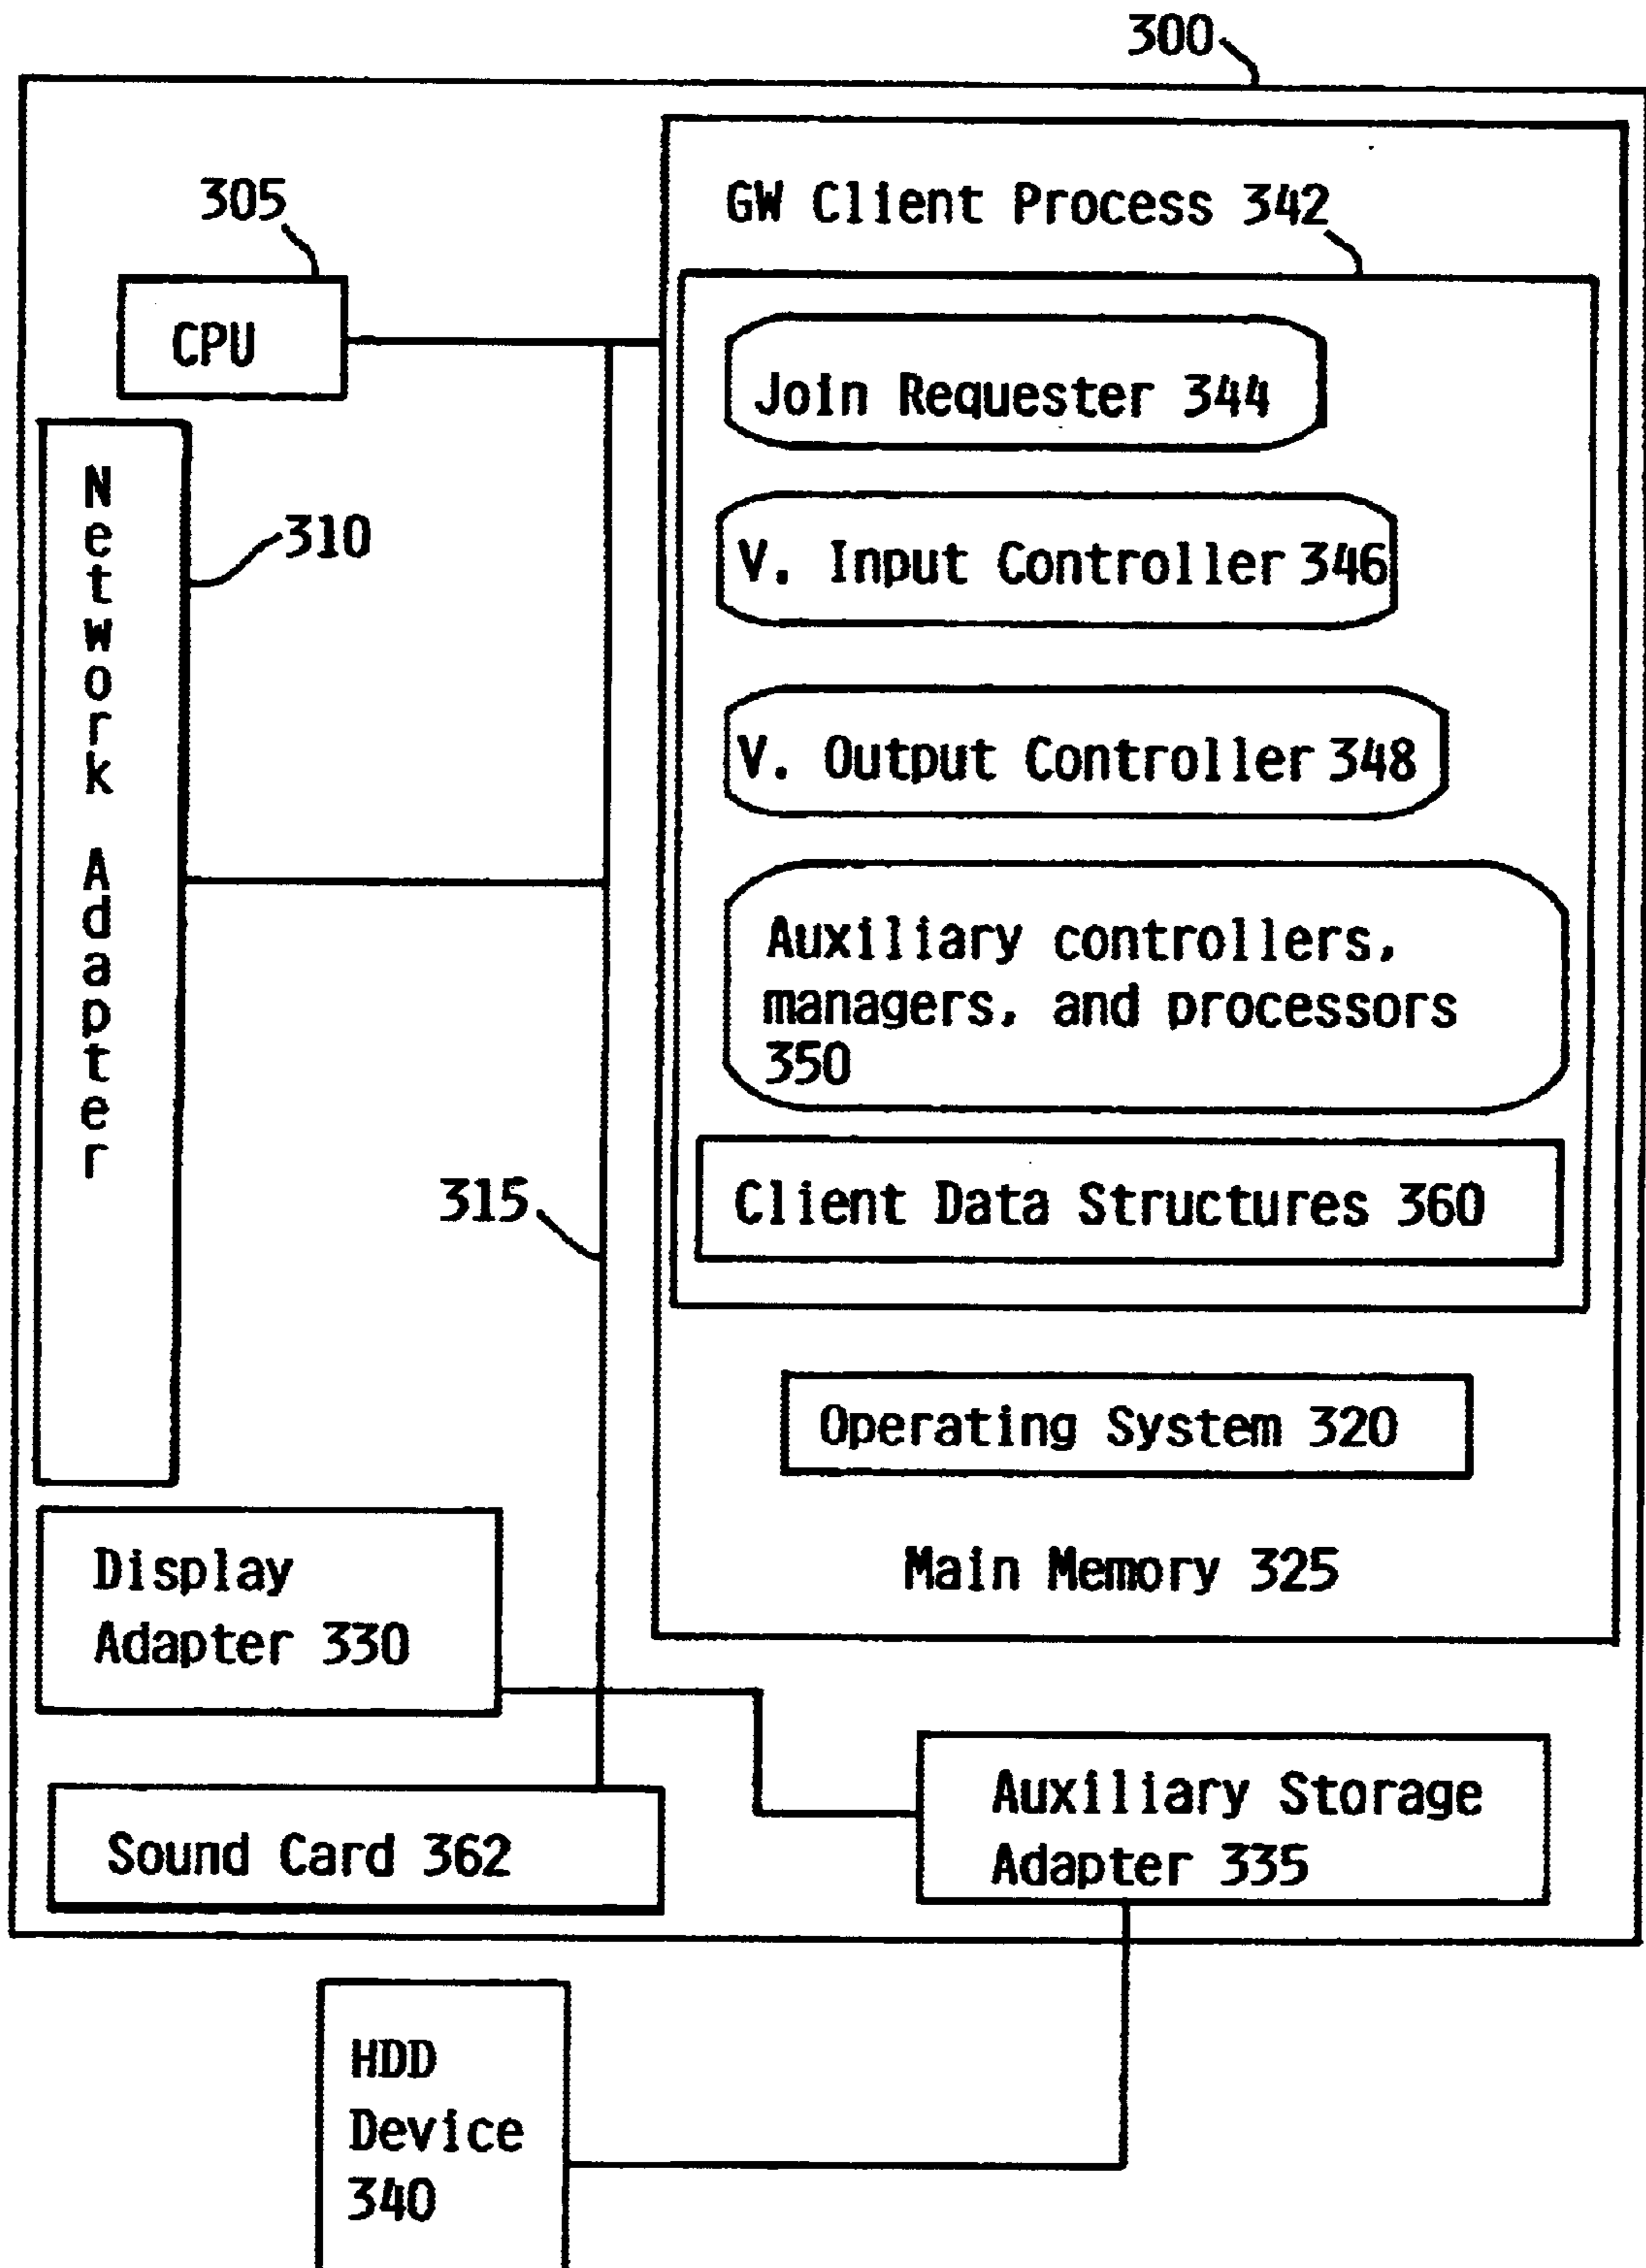 300
305
GW Client Process 342
CPU
Join Requester 344
Network Adapter
310
V. Input Controller 346
V. Output Controller 348
Auxiliary controllers,
managers, and processors
350
315
Client Data Structures 360
Operating System 320
Main Memory 325
Display
Adapter 330
Auxiliary Storage
Adapter 335
Sound Card 362
HDD
Device
340